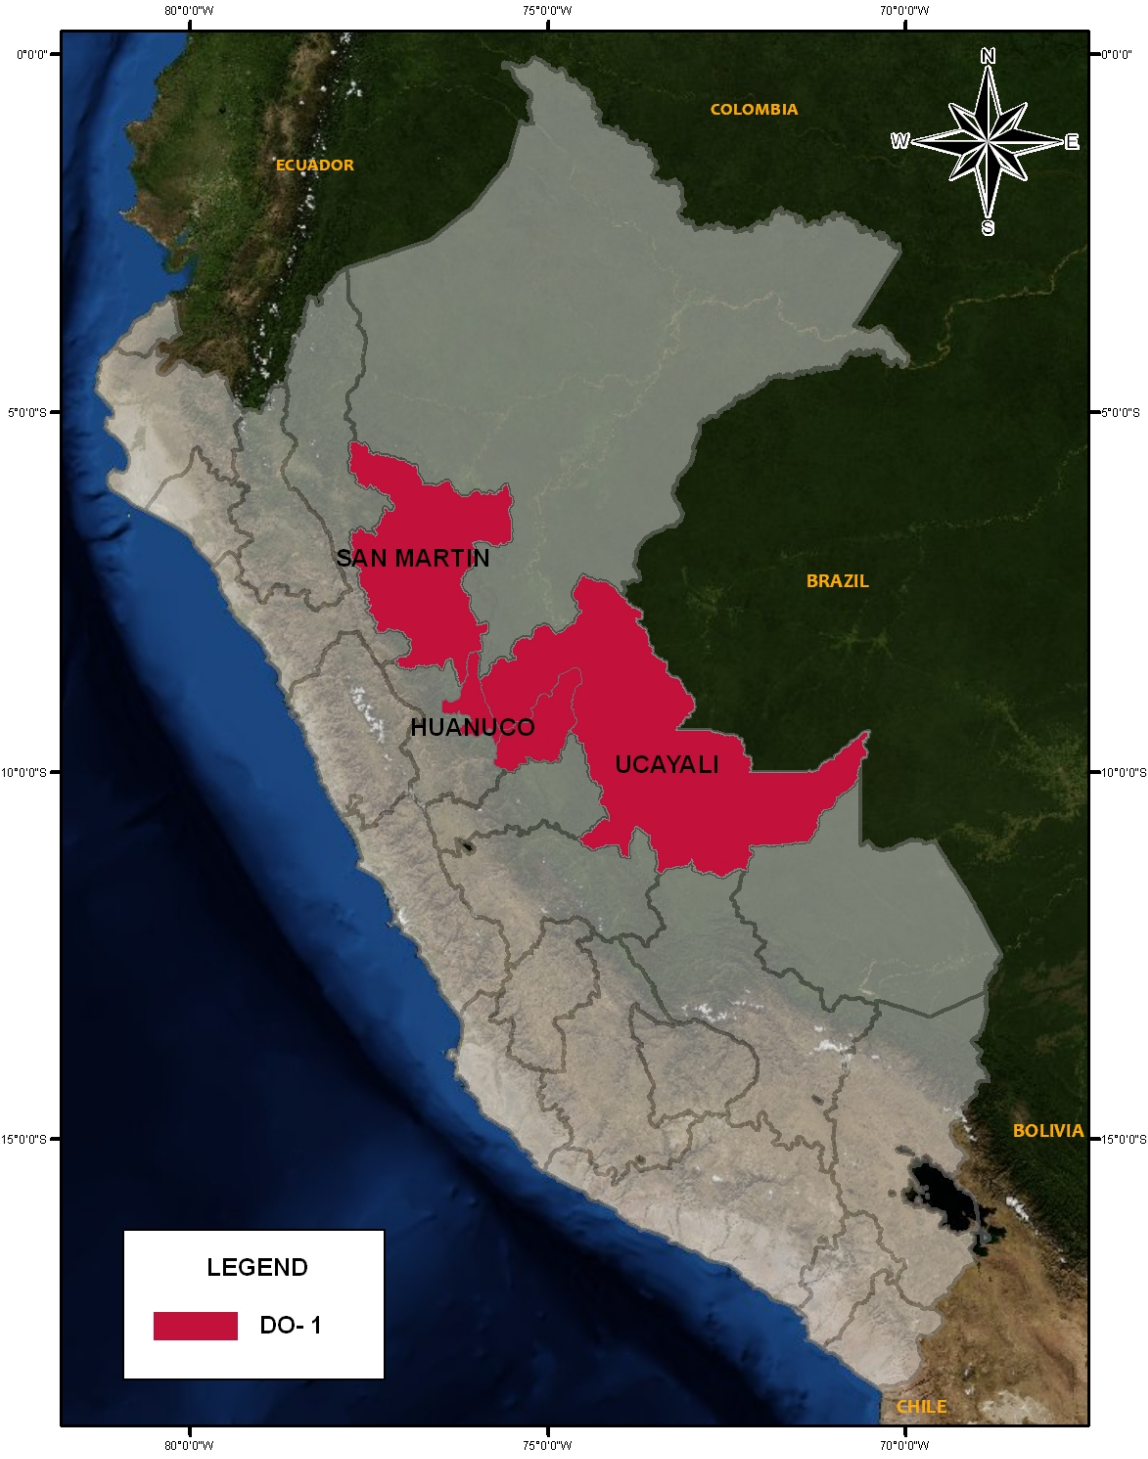 80°0'0"W
75°0'0"W
70°0'0"W
0°0'0"
0°0'0"
N
COLOMBIA
W
E
ECUADOR
S
5°0'0"S
5°0'0"S
SAN MARTIN
BRAZIL
HUANUCO
UCAYALI
10°0'0"S
10°0'0"S
BOLIVIA
15°0'0"S
15°0'0"S
LEGEND
DO- 1
CHILE
80°0'0"W
75°0'0"W
70°0'0"W